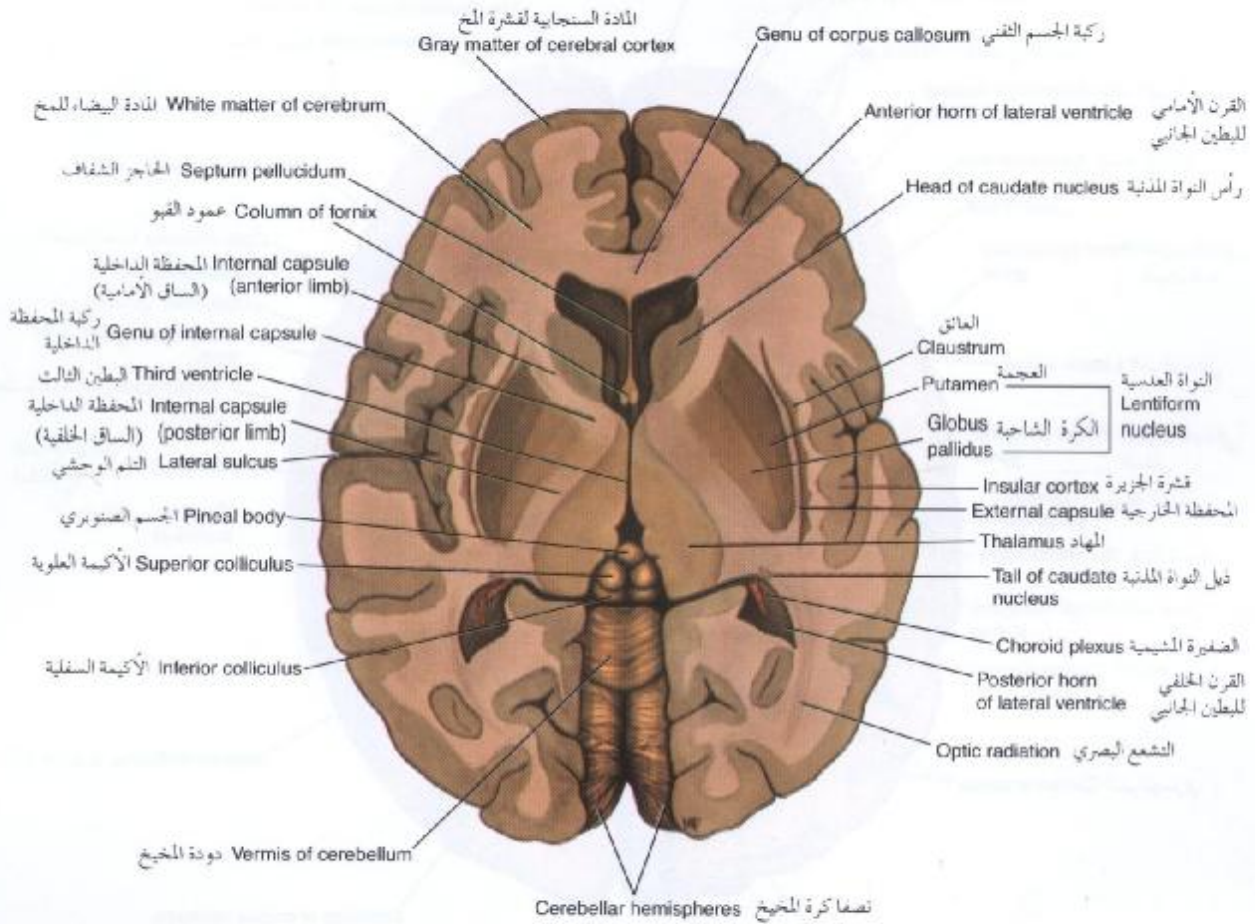 المادة السنجابية لقشرة المخ
Gray matter of cerebral cortex
Genu of corpus callosum ركبة الجسم الثفني
المادة البيضاء للمخ White matter of cerebrum
Anterior horn of lateral ventricle القرن الأمامي
للبطين الجانبي
الحاجز الشفاف Septum pellucidum
Head of caudate nucleus رأس النواة المذنبة
عمود القبو Column of fornix
المحفظة الداخلية Internal capsule
(الساق الأمامية) (anterior limb)
ركبة المحفظة
الداخلية Genu of internal capsule
العائق
Claustrum
البطين الثالث Third ventricle
Putamen العجمة
النواة العدسية
Lentiform
nucleus
المحفظة الداخلية Internal capsule
(الساق الخلفية) (posterior limb)
Globus
pallidus الكرة الشاحبة
التلم الوحشي Lateral sulcus
Insular cortex قشرة الجزيرة
External capsule المحفظة الخارجية
الجسم الصنوبري Pineal body
Thalamus المهاد
الأكيمة العلوية Superior colliculus
Tail of caudate ذيل النواة المذنبة
nucleus
Choroid plexus الضفيرة المشيمية
الأكيمة السفلية Inferior colliculus
Posterior horn القرن الخلفي
of lateral ventricle للبطين الجانبي
Optic radiation التشعع البصري
دودة المخيخ Vermis of cerebellum
Cerebellar hemispheres نصفا كرة المخيخ